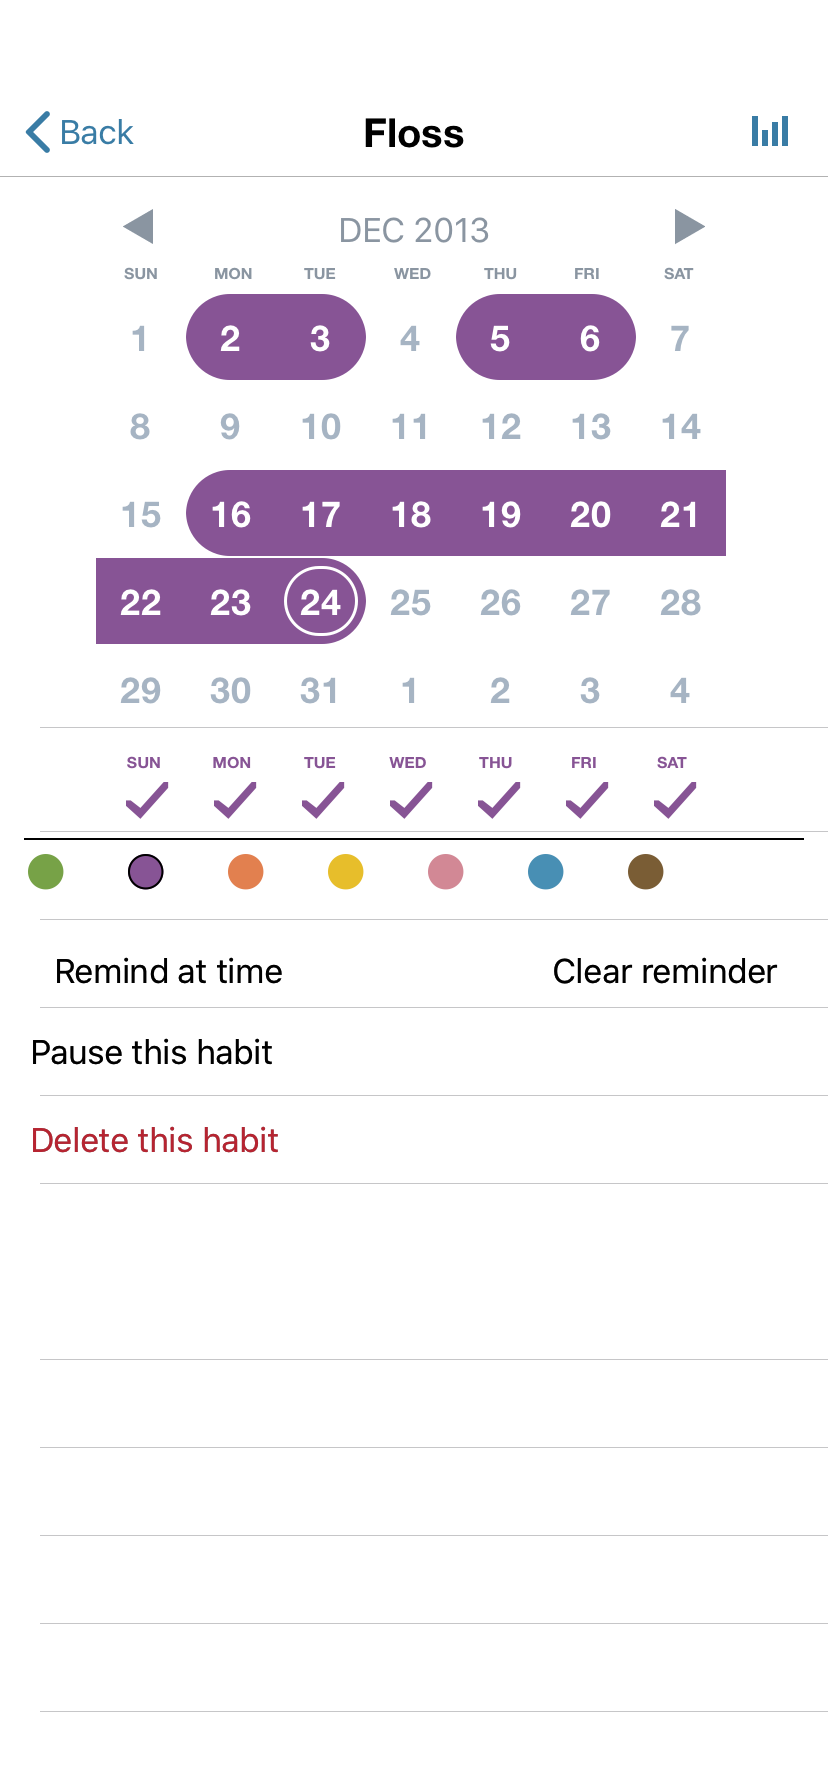 Back Floss
DEC 2013
SUN MON TUE WED THU FRI SAT
1 2 3 4 5 6 7
8 9 10 11 12 13 14
15 16 17 18 19 20 21
22 23 24 25 26 27 28
29 30 31 1 2 3 4
SUN MON TUE WED THU FRI SAT
Remind at time Clear reminder
Pause this habit
Delete this habit